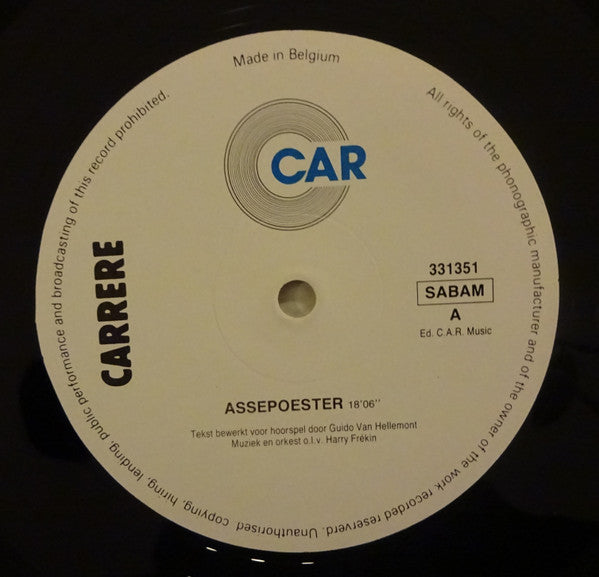 Made in Belgium
All rights of the phonographic manufacturer and of the owner of the work recorded reserverd. Unauthorised copying, hiring, lending, public performance and broadcasting of this record prohibited.
CAR
CARRERE
331351
SABAM
A
Ed. C.A.R. Music
ASSEPOESTER 18'06''
Tekst bewerkt voor hoorspel door Guido Van Hellemont
Muziek en orkest o.l.v. Harry Frékin